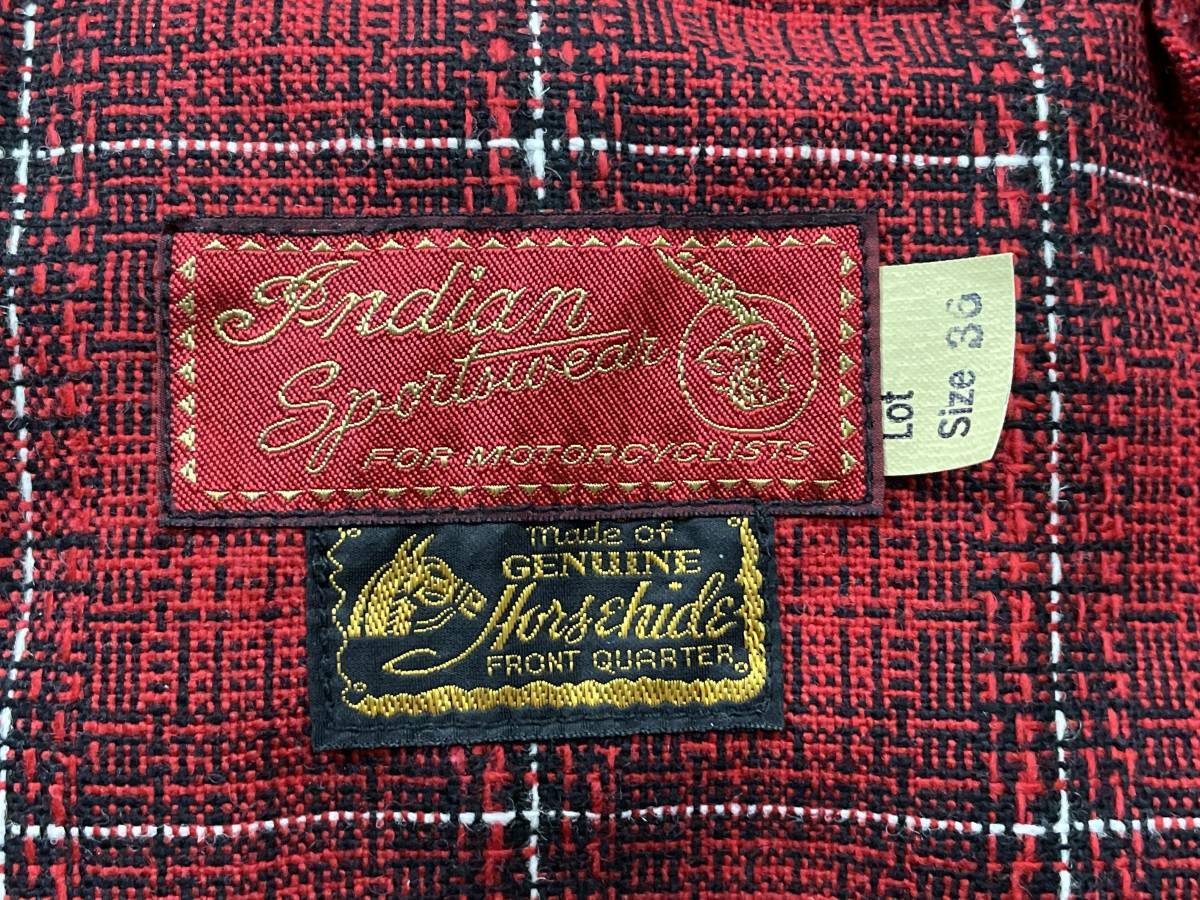 Indian
Sportswear
FOR MOTORCYCLISTS
Lot
Size 36
Made of
GENUINE
Horsehide
FRONT QUARTER